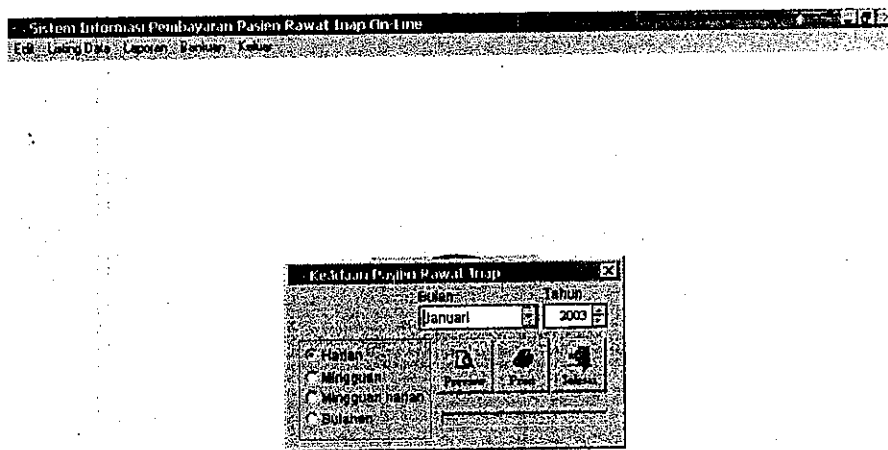 Sistem Informasi Pembayaran Pasien Rawat Inap On-Line
Edit Listing Data Laporan Bantuan Keluar
Keadaan Pasien Rawat Inap
Bulan Tahun
Januari 2003
Harian
Mingguan
Mingguan harian
Bulanan
Preview Print Selesai